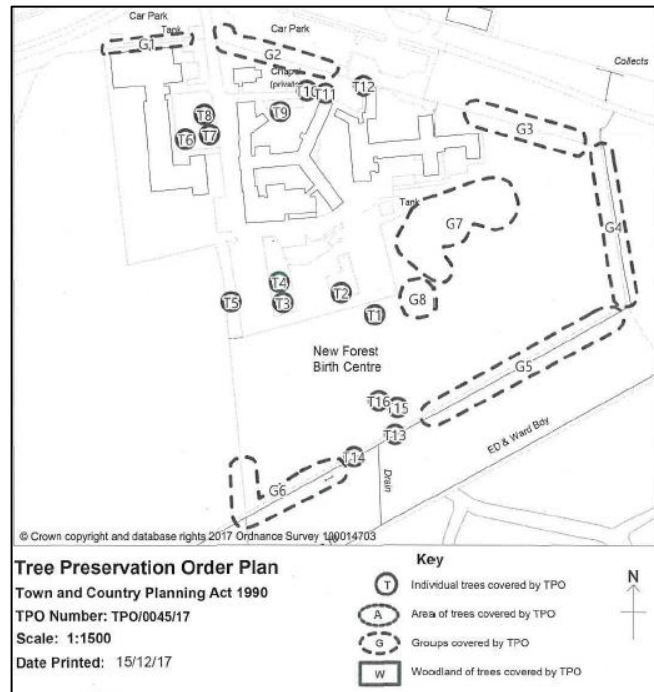 Car Park
Tank
G1
Car Park
G2
Collects
Chapel
(private)
T10
T11
T12
T8
T9
T6
T7
G3
Tank
G7
G4
T4
T5
T3
T2
G8
T1
New Forest
Birth Centre
G5
T16
T15
T13
ED & Ward Bdy
T14
G6
Drain
© Crown copyright and database rights 2017 Ordnance Survey 100014703
Tree Preservation Order Plan
Town and Country Planning Act 1990
TPO Number: TPO/0045/17
Scale: 1:1500
Date Printed: 15/12/17
Key
T Individual trees covered by TPO
A Area of trees covered by TPO
G Groups covered by TPO
W Woodland of trees covered by TPO
N